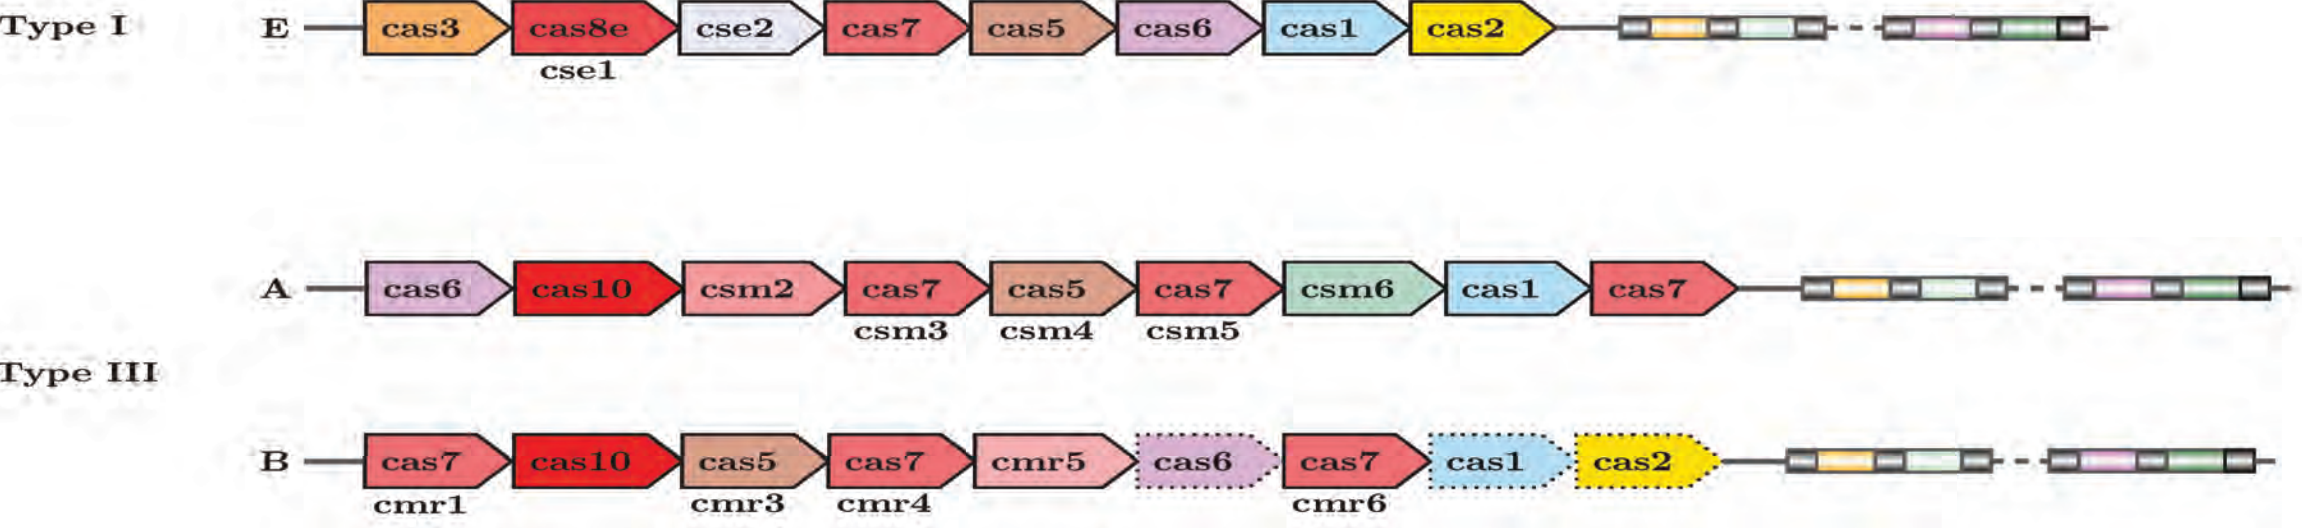 Type I E cas3 cas8e cse2 cas7 cas5 cas6 cas1 cas2
cse1
A cas6 cas10 csm2 cas7 cas5 cas7 csm6 cas1 cas7
csm3 csm4 csm5
Type III
B cas7 cas10 cas5 cas7 cmr5 cas6 cas7 cas1 cas2
cmr1 cmr3 cmr4 cmr6